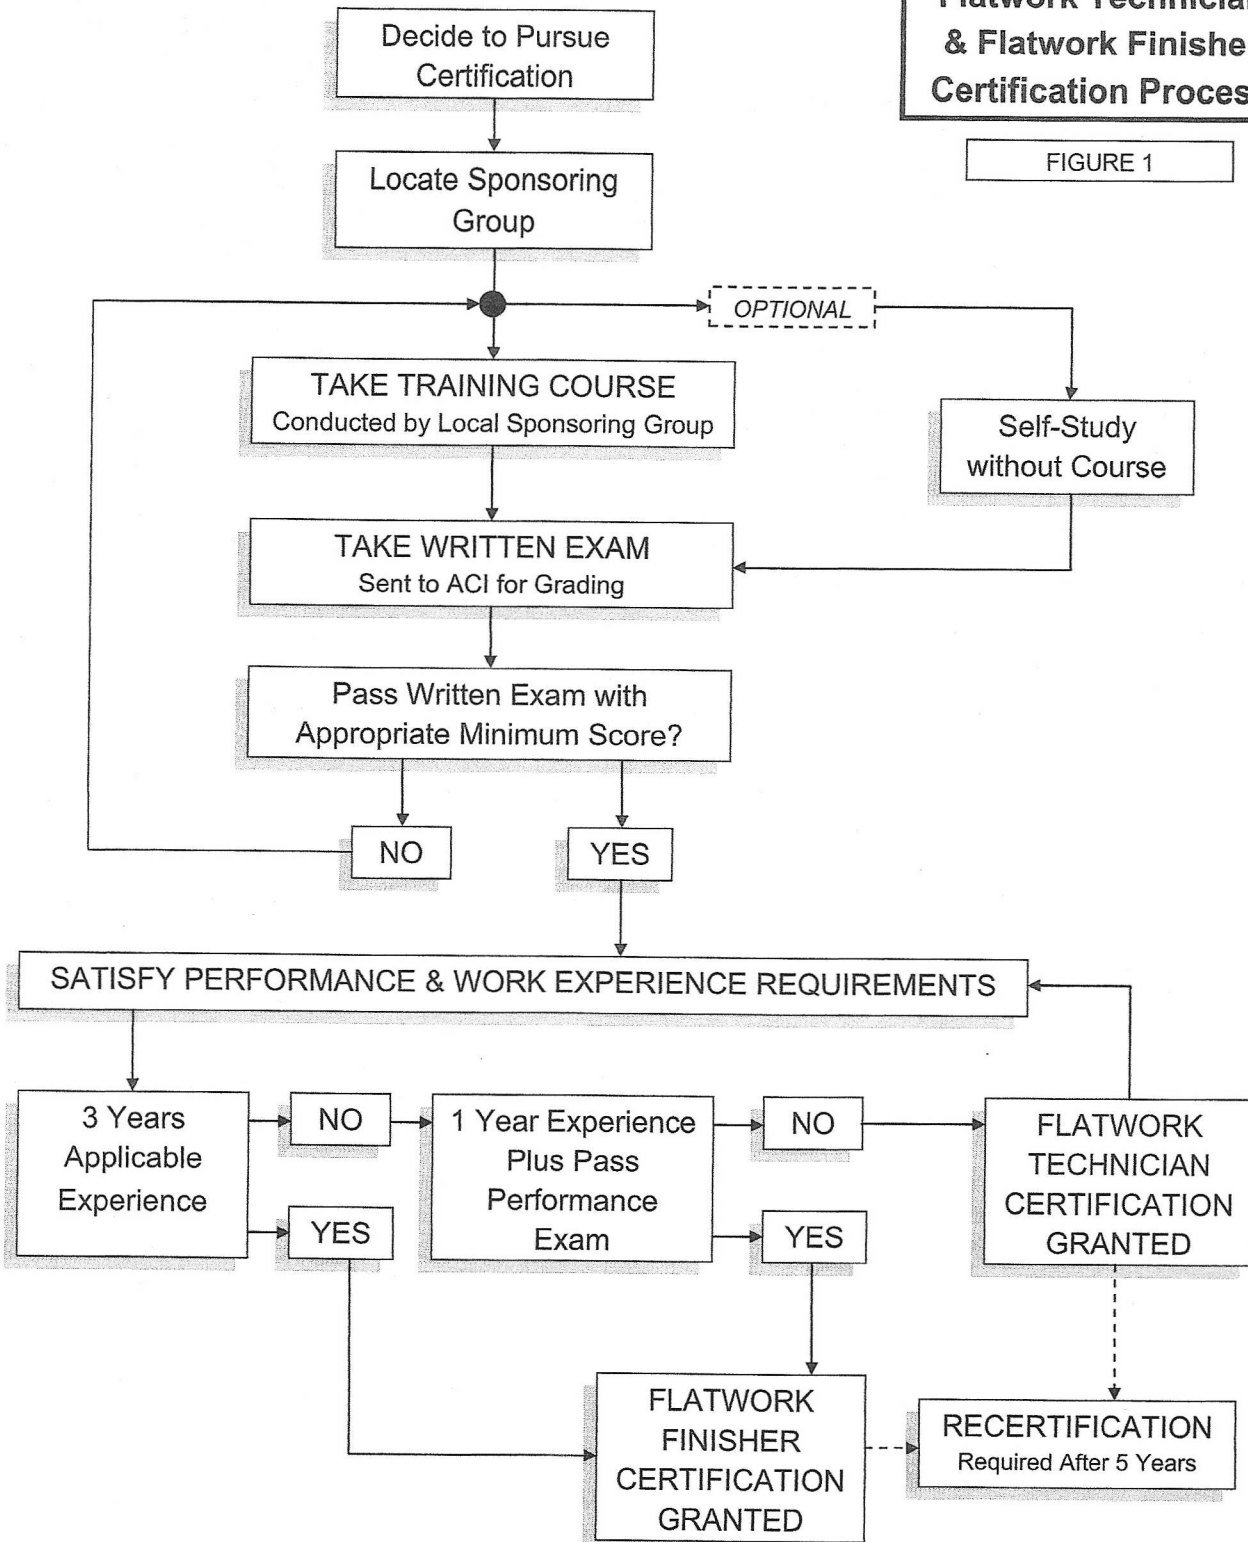 Flatwork Technician
& Flatwork Finishe
Certification Proces
FIGURE 1
Decide to Pursue
Certification
Locate Sponsoring
Group
OPTIONAL
TAKE TRAINING COURSE
Conducted by Local Sponsoring Group
Self-Study
without Course
TAKE WRITTEN EXAM
Sent to ACI for Grading
Pass Written Exam with
Appropriate Minimum Score?
NO
YES
SATISFY PERFORMANCE & WORK EXPERIENCE REQUIREMENTS
3 Years
Applicable
Experience
NO
YES
1 Year Experience
Plus Pass
Performance
Exam
NO
YES
FLATWORK
TECHNICIAN
CERTIFICATION
GRANTED
FLATWORK
FINISHER
CERTIFICATION
GRANTED
RECERTIFICATION
Required After 5 Years